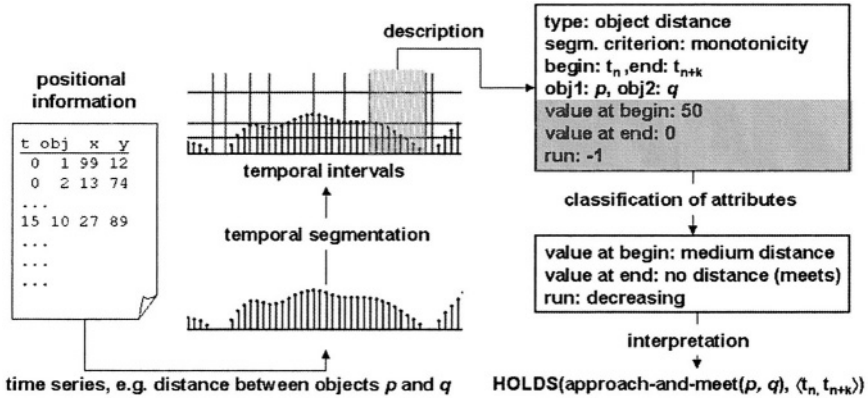 positional
information
t obj x y
0 1 99 12
0 2 13 74
...
15 10 27 89
...
...
...
time series, e.g. distance between objects p and q
temporal segmentation
temporal intervals
description
type: object distance
segm. criterion: monotonicity
begin: tₙ ,end: tₙ₊ₖ
obj1: p, obj2: q
value at begin: 50
value at end: 0
run: -1
classification of attributes
value at begin: medium distance
value at end: no distance (meets)
run: decreasing
interpretation
HOLDS(approach-and-meet(p, q), ⟨tₙ, tₙ₊ₖ⟩)